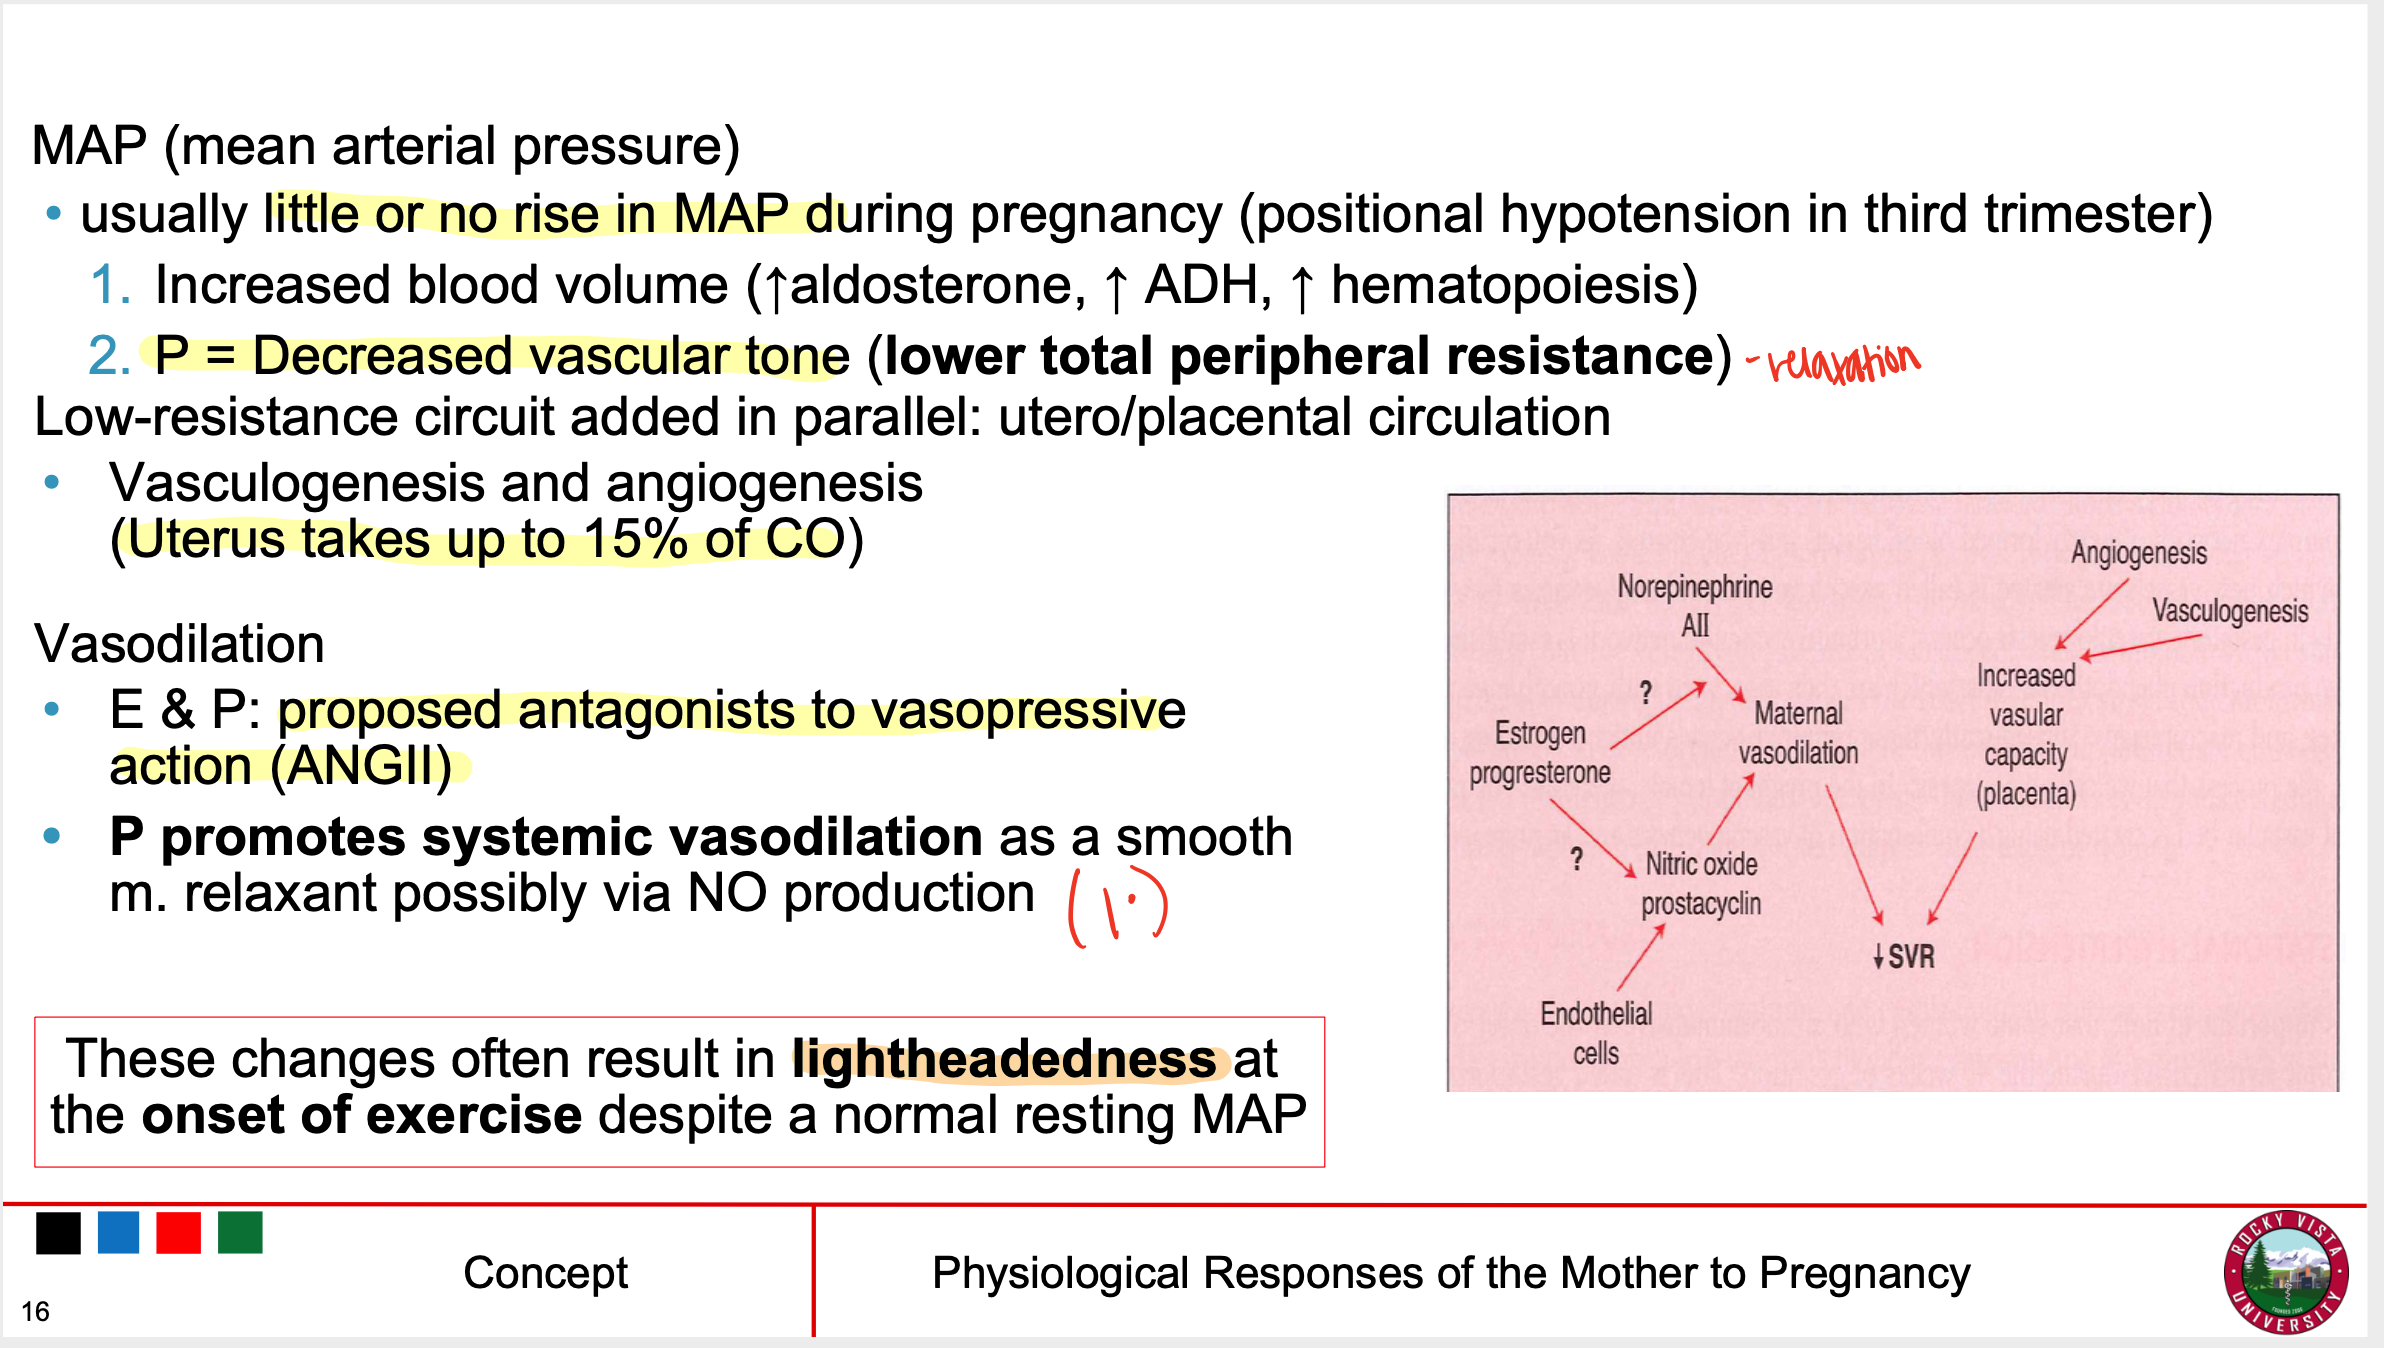 MAP (mean arterial pressure)
• usually little or no rise in MAP during pregnancy (positional hypotension in third trimester)
1. Increased blood volume (↑aldosterone, ↑ ADH, ↑ hematopoiesis)
2. P = Decreased vascular tone (lower total peripheral resistance) - relaxation
Low-resistance circuit added in parallel: utero/placental circulation
• Vasculogenesis and angiogenesis
(Uterus takes up to 15% of CO)
Vasodilation
• E & P: proposed antagonists to vasopressive
action (ANGII)
• P promotes systemic vasodilation as a smooth
m. relaxant possibly via NO production
These changes often result in lightheadedness at
the onset of exercise despite a normal resting MAP
Angiogenesis
Vasculogenesis
Norepinephrine
AII
?
Estrogen
progresterone
Maternal
vasodilation
Increased
vasular
capacity
(placenta)
?
Nitric oxide
prostacyclin
↓ SVR
Endothelial
cells
Concept
Physiological Responses of the Mother to Pregnancy
16
ROCKY VISTA
UNIVERSITY